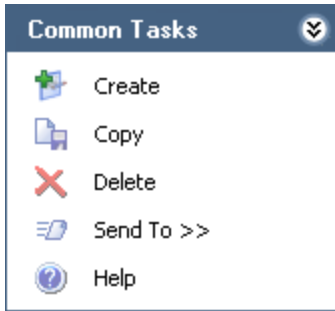 Common Tasks
Create
Copy
Delete
Send To >>
Help